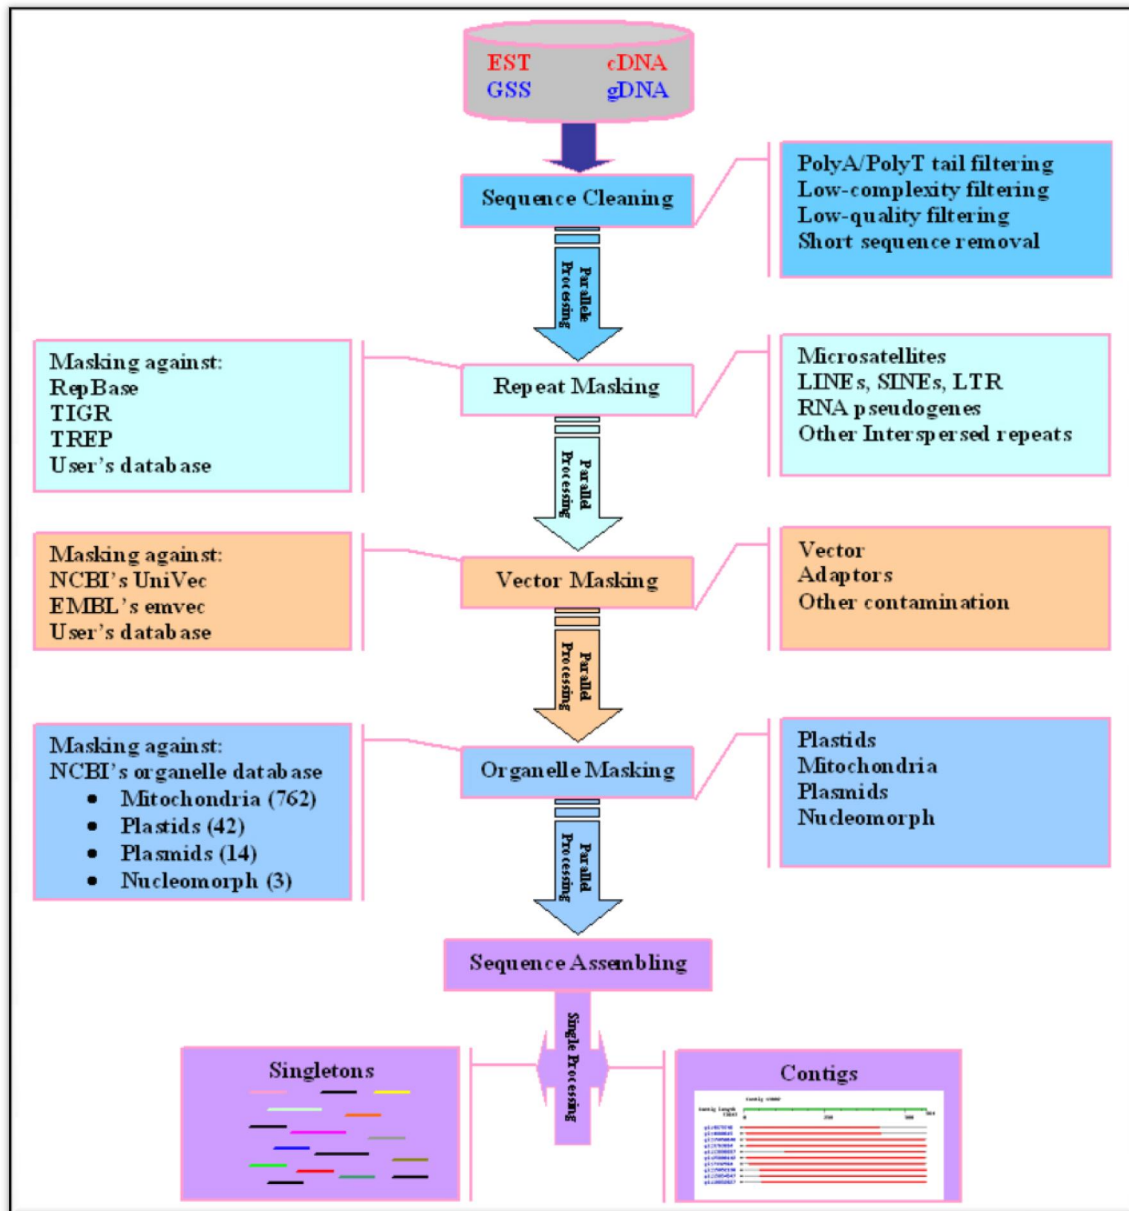 EST cDNA
GSS gDNA
Sequence Cleaning
PolyA/PolyT tail filtering
Low-complexity filtering
Low-quality filtering
Short sequence removal
Parallele
Processing
Masking against:
RepBase
TIGR
TREP
User's database
Repeat Masking
Microsatellites
LINEs, SINEs, LTR
RNA pseudogenes
Other Interspersed repeats
Parallel
Processing
Masking against:
NCBI's UniVec
EMBL's emvec
User's database
Vector Masking
Vector
Adaptors
Other contamination
Parallel
Processing
Masking against:
NCBI's organelle database
• Mitochondria (762)
• Plastids (42)
• Plasmids (14)
• Nucleomorph (3)
Organelle Masking
Plastids
Mitochondria
Plasmids
Nucleomorph
Parallel
Processing
Sequence Assembling
Single Processing
Singletons
Contigs
Contig length